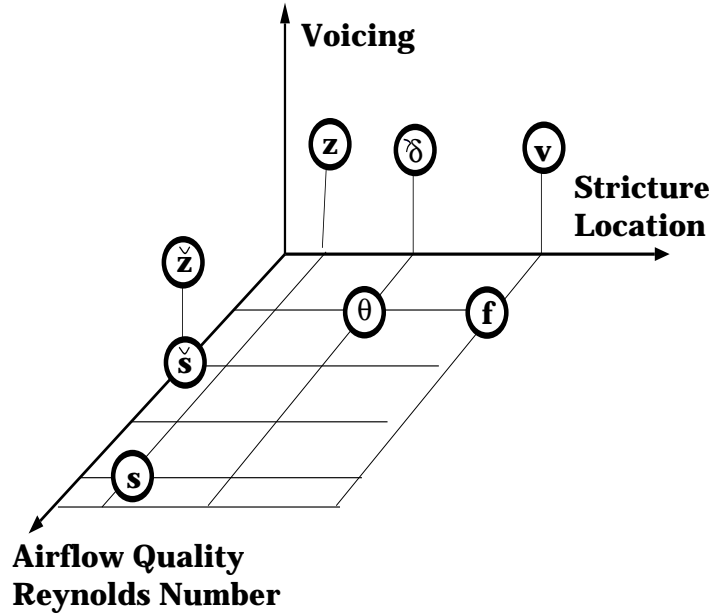 Voicing
z
ð
v
Stricture
Location
ž
θ
f
š
s
Airflow Quality
Reynolds Number